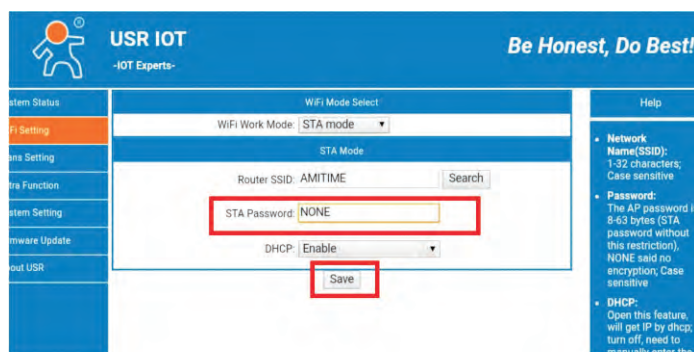 USR IOT
-IOT Experts-
Be Honest, Do Best!
stem Status
Fi Setting
ans Setting
tra Function
stem Setting
mware Update
out USR
WiFi Mode Select
WiFi Work Mode: STA mode
STA Mode
Router SSID: AMITIME Search
STA Password: NONE
DHCP: Enable
Save
Help
Network
Name(SSID):
1-32 characters;
Case sensitive
Password:
The AP password i
8-63 bytes (STA
password without
this restriction),
NONE said no
encryption; Case
sensitive
DHCP:
Open this feature,
will get IP by dhcp;
turn off, need to
manually enter the